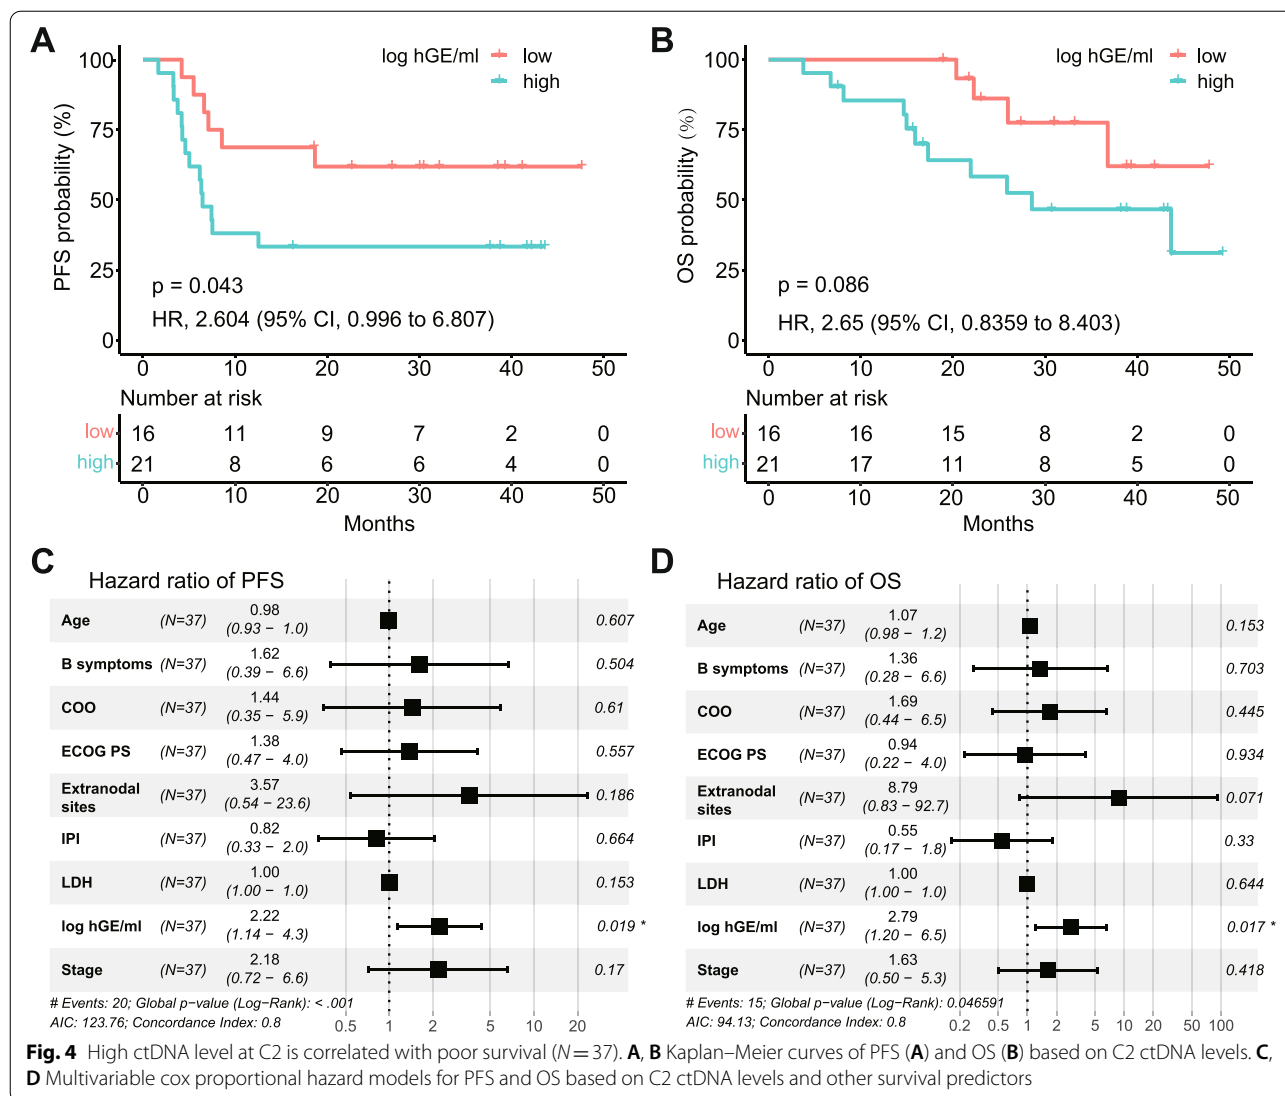 A
log hGE/ml low
high
PFS probability (%)
100
75
50
25
0
p = 0.043
HR, 2.604 (95% CI, 0.996 to 6.807)
0 10 20 30 40 50
Number at risk
low 16 11 9 7 2 0
high 21 8 6 6 4 0
0 10 20 30 40 50
Months
B
log hGE/ml low
high
OS probability (%)
100
75
50
25
0
p = 0.086
HR, 2.65 (95% CI, 0.8359 to 8.403)
0 10 20 30 40 50
Number at risk
low 16 16 15 8 2 0
high 21 17 11 8 5 0
0 10 20 30 40 50
Months
C
Hazard ratio of PFS
Age (N=37) 0.98 (0.93 − 1.0) 0.607
B symptoms (N=37) 1.62 (0.39 − 6.6) 0.504
COO (N=37) 1.44 (0.35 − 5.9) 0.61
ECOG PS (N=37) 1.38 (0.47 − 4.0) 0.557
Extranodal sites (N=37) 3.57 (0.54 − 23.6) 0.186
IPI (N=37) 0.82 (0.33 − 2.0) 0.664
LDH (N=37) 1.00 (1.00 − 1.0) 0.153
log hGE/ml (N=37) 2.22 (1.14 − 4.3) 0.019 *
Stage (N=37) 2.18 (0.72 − 6.6) 0.17
# Events: 20; Global p−value (Log−Rank): < .001
AIC: 123.76; Concordance Index: 0.8
0.5 1 2 5 10 20
D
Hazard ratio of OS
Age (N=37) 1.07 (0.98 − 1.2) 0.153
B symptoms (N=37) 1.36 (0.28 − 6.6) 0.703
COO (N=37) 1.69 (0.44 − 6.5) 0.445
ECOG PS (N=37) 0.94 (0.22 − 4.0) 0.934
Extranodal sites (N=37) 8.79 (0.83 − 92.7) 0.071
IPI (N=37) 0.55 (0.17 − 1.8) 0.33
LDH (N=37) 1.00 (1.00 − 1.0) 0.644
log hGE/ml (N=37) 2.79 (1.20 − 6.5) 0.017 *
Stage (N=37) 1.63 (0.50 − 5.3) 0.418
# Events: 15; Global p−value (Log−Rank): 0.046591
AIC: 94.13; Concordance Index: 0.8
0.2 0.5 1 2 5 10 20 50 100
Fig. 4 High ctDNA level at C2 is correlated with poor survival (N = 37). A, B Kaplan–Meier curves of PFS (A) and OS (B) based on C2 ctDNA levels. C,
D Multivariable cox proportional hazard models for PFS and OS based on C2 ctDNA levels and other survival predictors